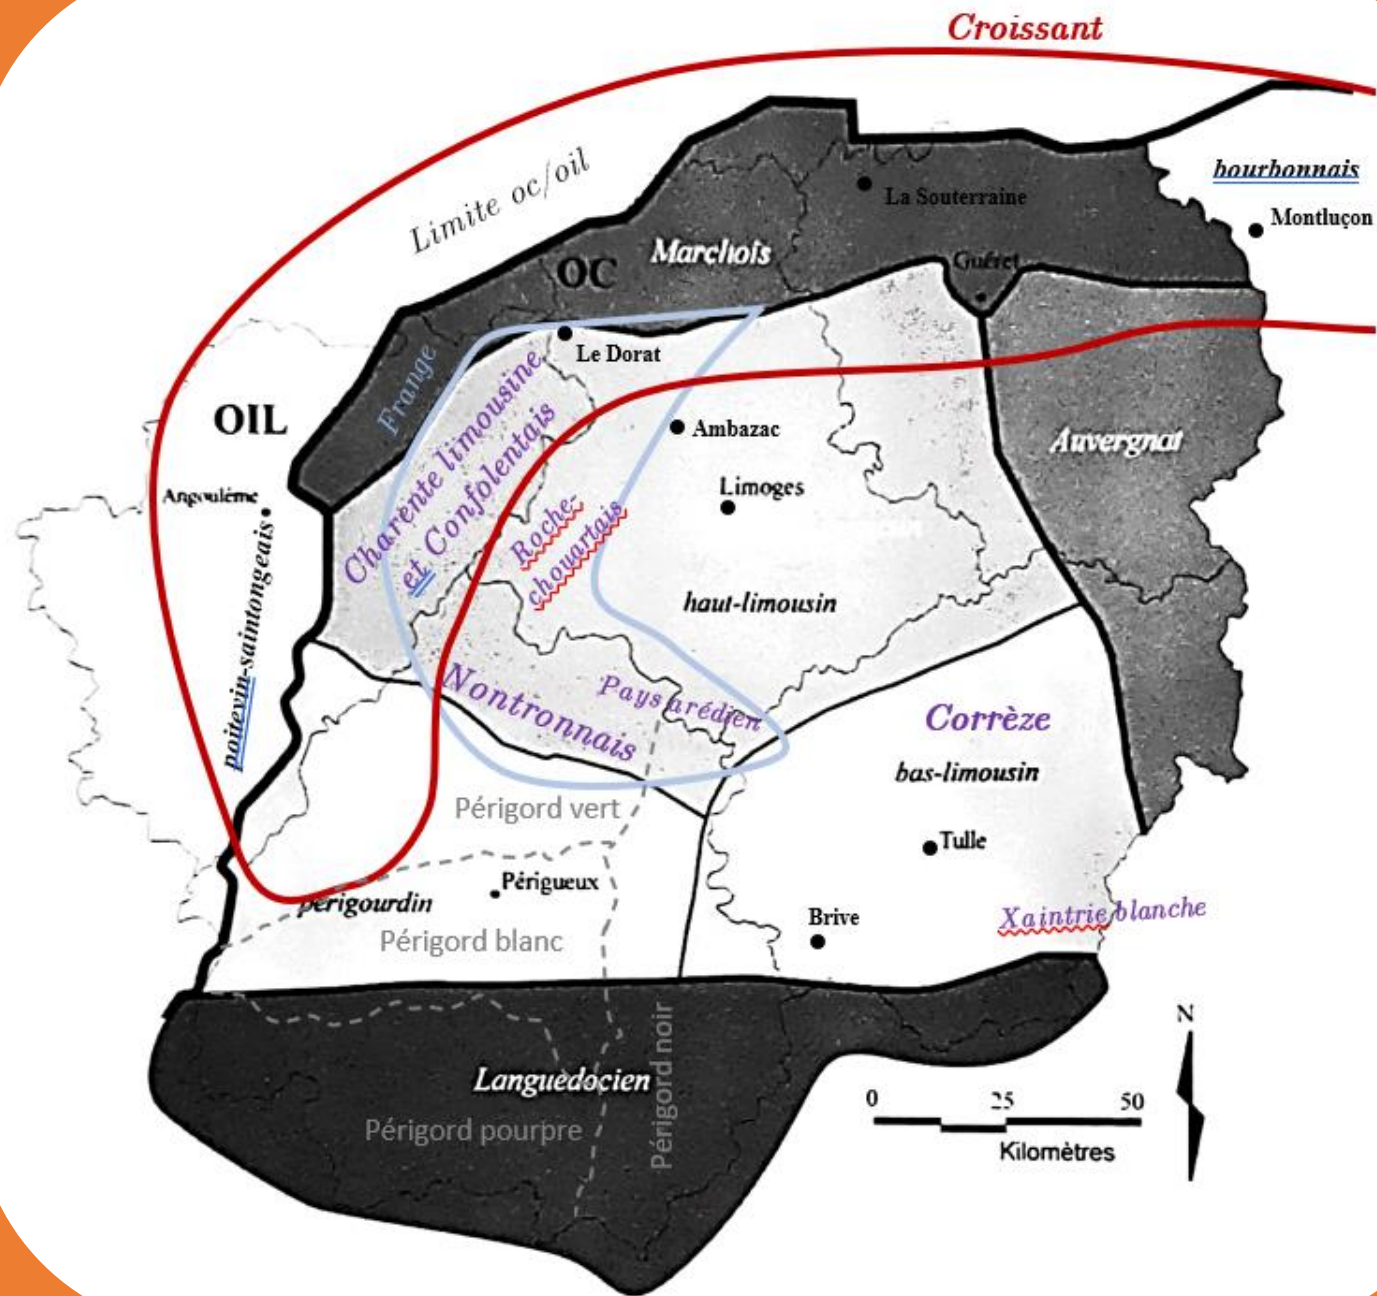 Croissant
Limite oc/oil
bourbonnais
La Souterraine
Montluçon
Marchois
OC
Guéret
Le Dorat
Frange
OIL
Charente limousine
et Confolentais
Ambazac
Auvergnat
Angoulême
Limoges
Roche-
chouartais
poitevin-saintongeais
haut-limousin
Nontronnais
Pays arédien
Corrèze
bas-limousin
Périgord vert
Tulle
Périgueux
périgourdin
Brive
Xaintrie blanche
Périgord blanc
N
Languedocien
Périgord noir
Périgord pourpre
0 25 50
Kilomètres